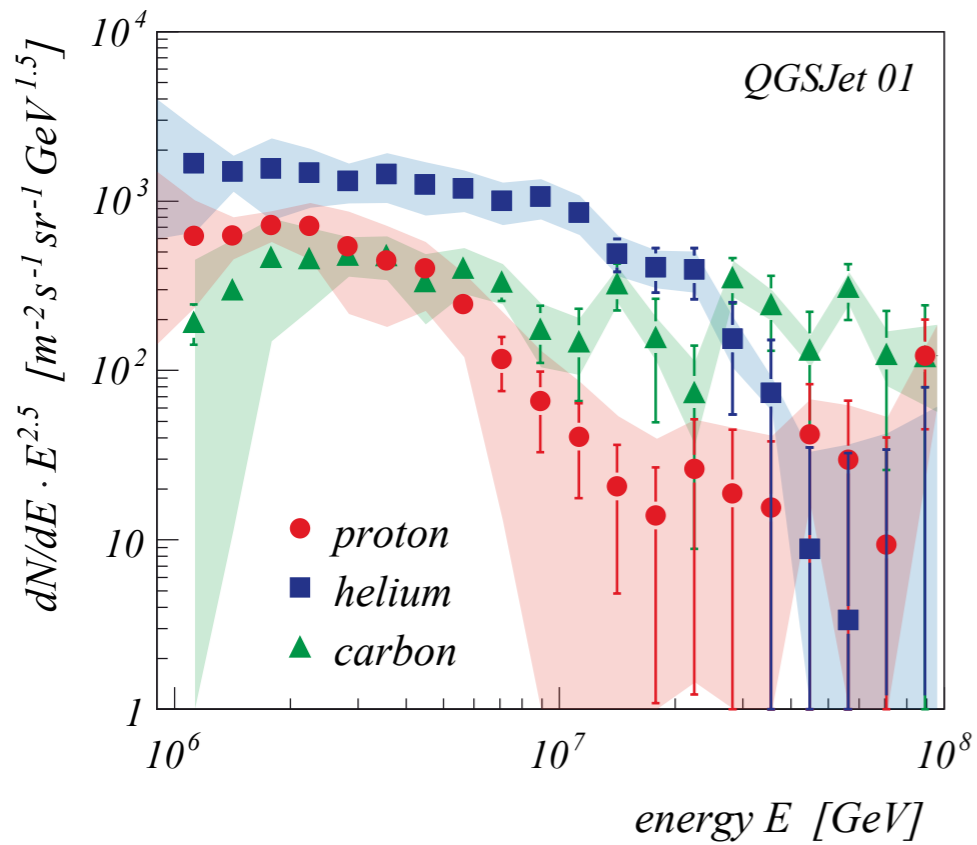 QGSJet 01
dN/dE · E^2.5 [m^-2 s^-1 sr^-1 GeV^1.5]
10^4
10^3
10^2
10
1
proton
helium
carbon
10^6
10^7
10^8
energy E [GeV]